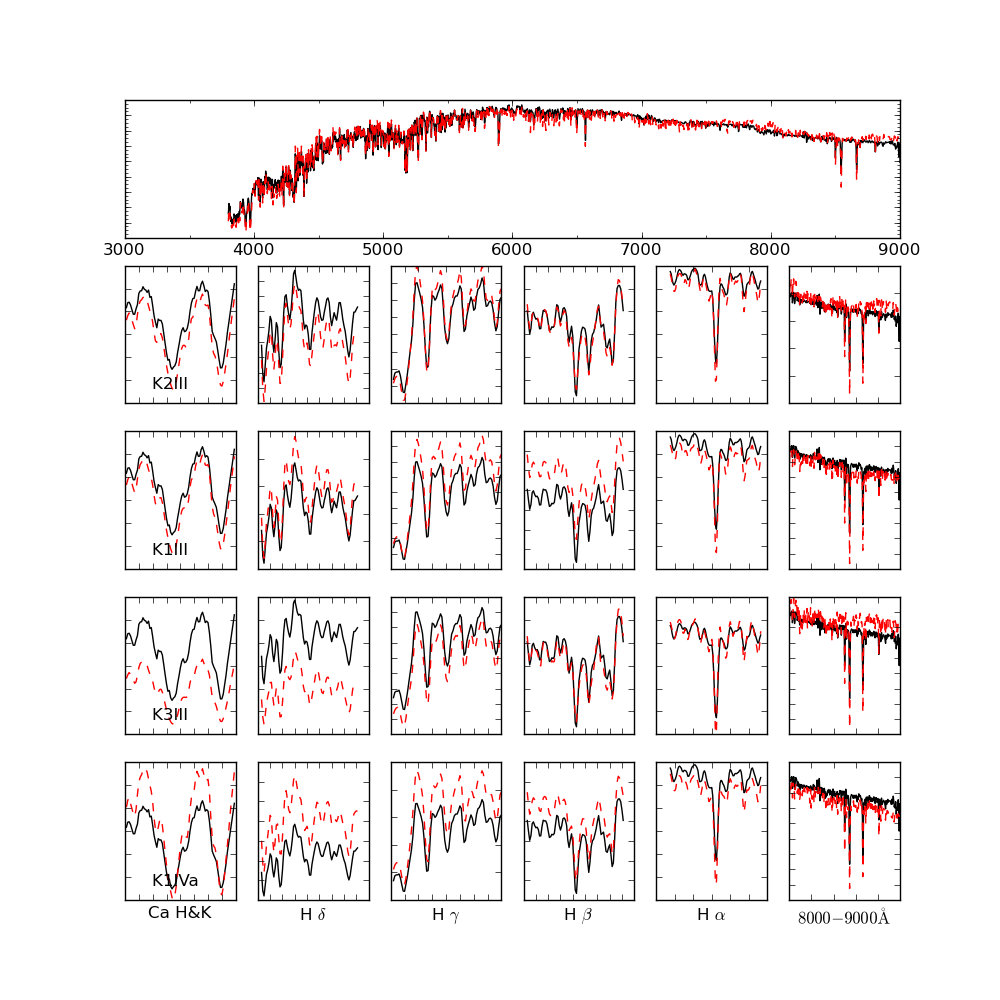 3000 4000 5000 6000 7000 8000 9000
K2III
K1III
K3III
K1IVa
Ca H&K H δ H γ H β H α 8000−9000Å